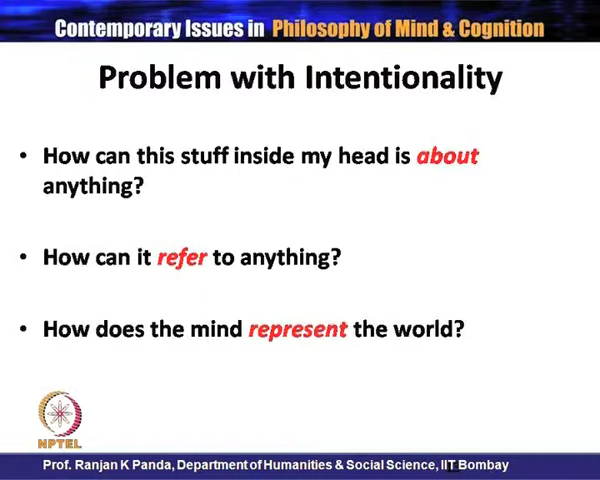 Contemporary Issues in Philosophy of Mind & Cognition
Problem with Intentionality
• How can this stuff inside my head is about
anything?
• How can it refer to anything?
• How does the mind represent the world?
NPTEL
Prof. Ranjan K Panda, Department of Humanities & Social Science, IIT Bombay